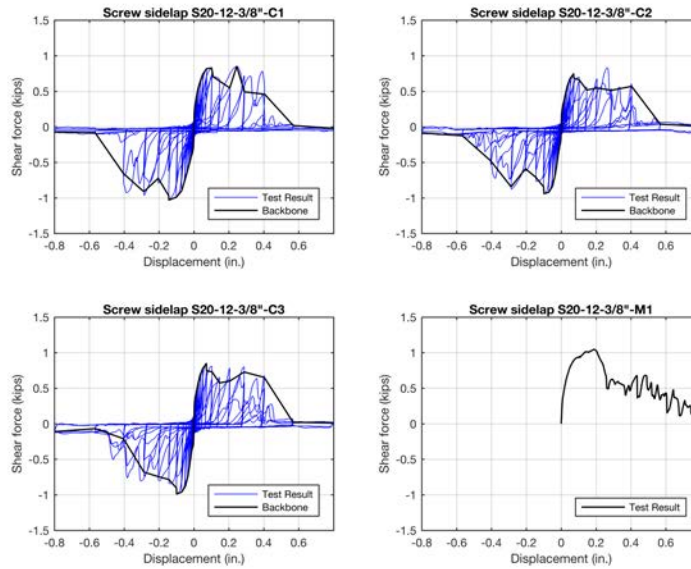 Screw sidelap S20-12-3/8"-C1
1.5
1
0.5
0
-0.5
-1
-1.5
Shear force (kips)
Test Result
Backbone
-0.8 -0.6 -0.4 -0.2 0 0.2 0.4 0.6
Displacement (in.)
Screw sidelap S20-12-3/8"-C2
1.5
1
0.5
0
-0.5
-1
-1.5
Shear force (kips)
Test Result
Backbone
-0.8 -0.6 -0.4 -0.2 0 0.2 0.4 0.6
Displacement (in.)
Screw sidelap S20-12-3/8"-C3
1.5
1
0.5
0
-0.5
-1
-1.5
Shear force (kips)
Test Result
Backbone
-0.8 -0.6 -0.4 -0.2 0 0.2 0.4 0.6
Displacement (in.)
Screw sidelap S20-12-3/8"-M1
1.5
1
0.5
0
-0.5
-1
-1.5
Shear force (kips)
Test Result
-0.8 -0.6 -0.4 -0.2 0 0.2 0.4 0.6
Displacement (in.)